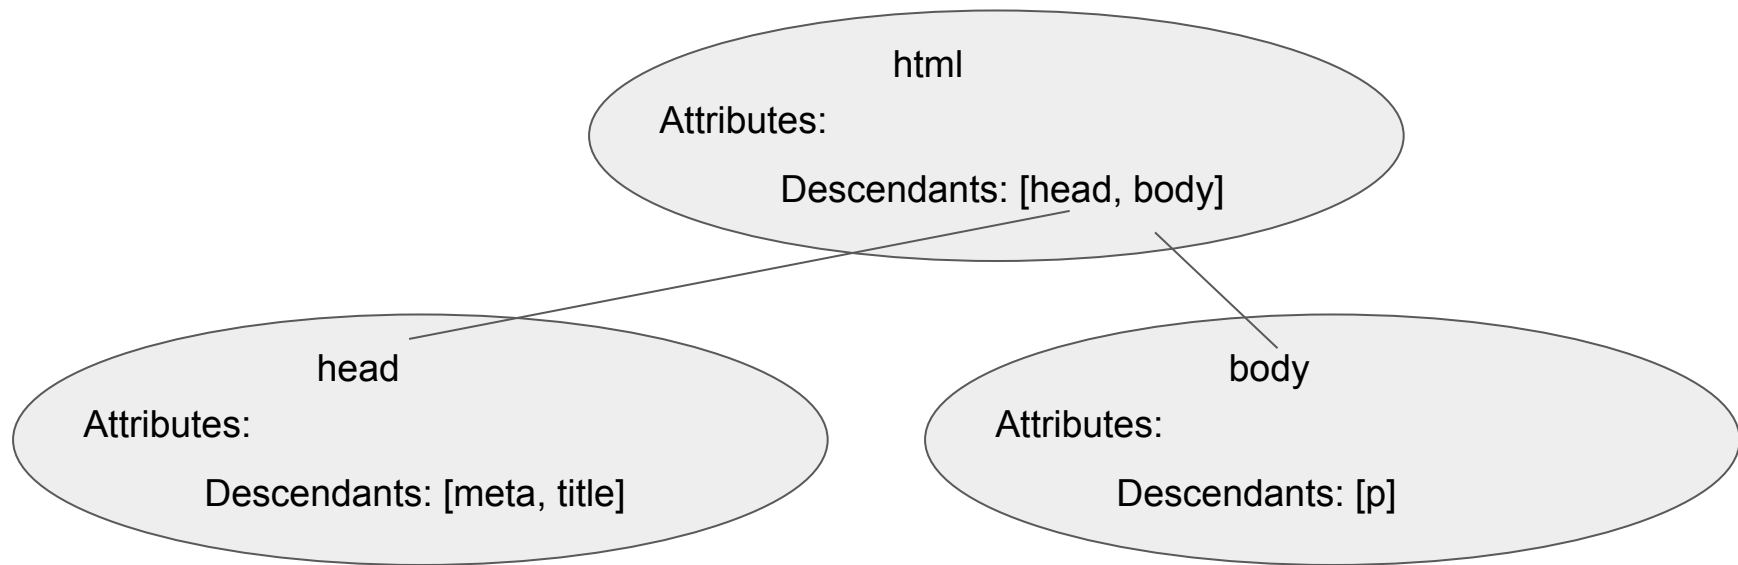 html
Attributes:
Descendants: [head, body]
head
Attributes:
Descendants: [meta, title]
body
Attributes:
Descendants: [p]